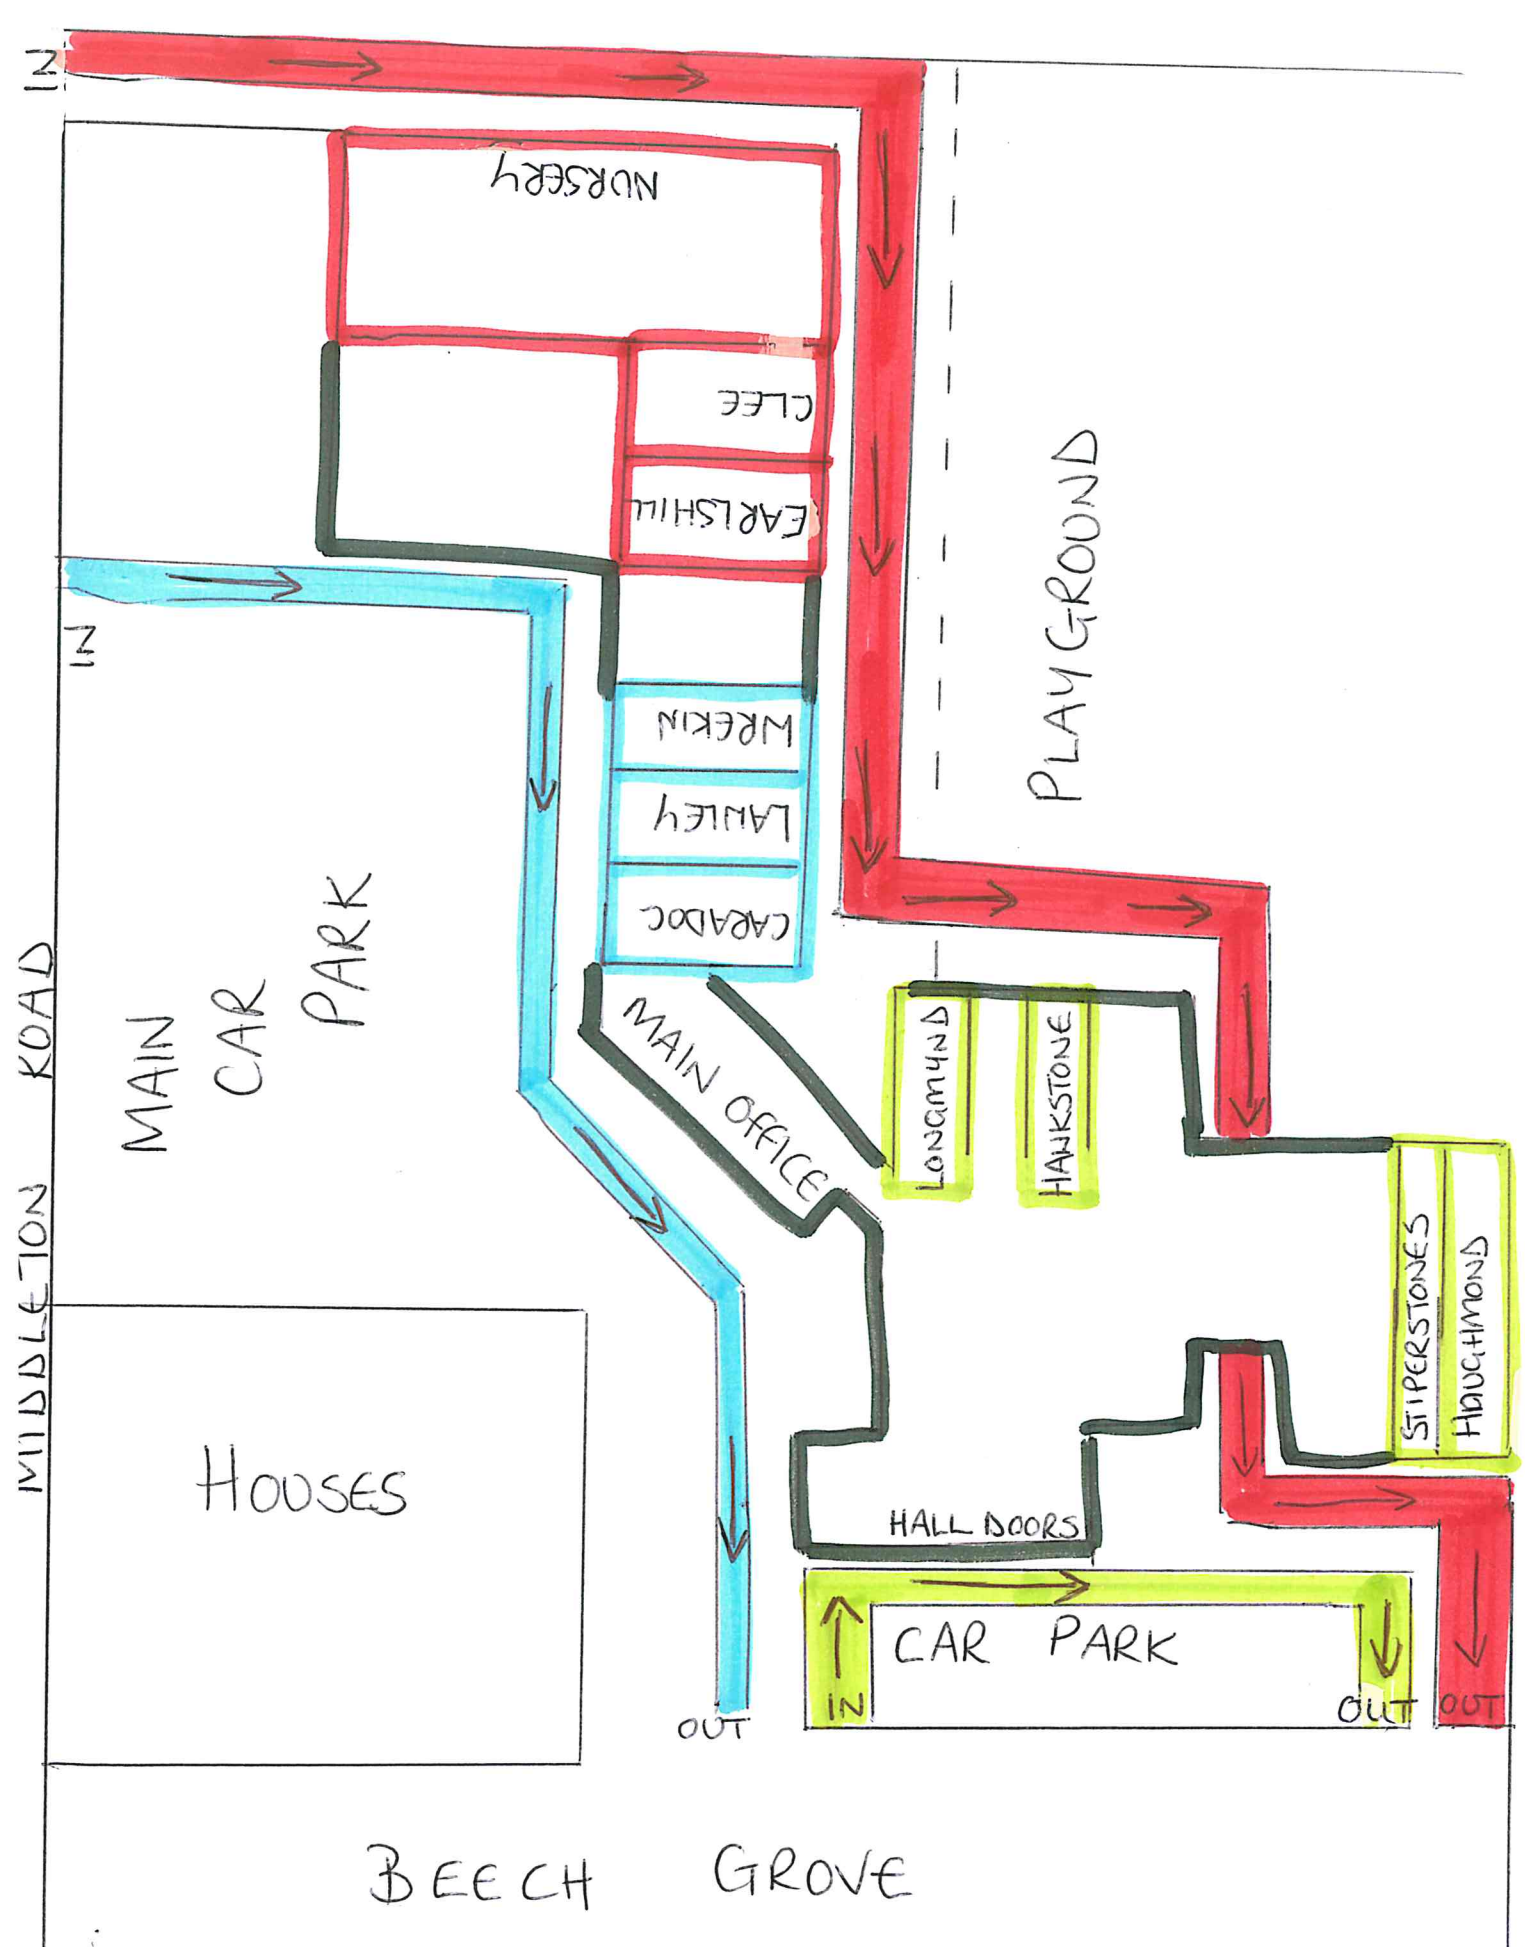 IN
NURSERY
CLEE
EARLSHILL
IN
WREKIN
LAWLEY
CARADOC
PLAYGROUND
MAIN
CAR
PARK
MIDDLETON ROAD
MAIN OFFICE
LONGMYND
HAWKSTONE
STIPERSTONES
HAUGHMOND
HOUSES
HALL DOORS
CAR PARK
IN
OUT
OUT
OUT
BEECH GROVE